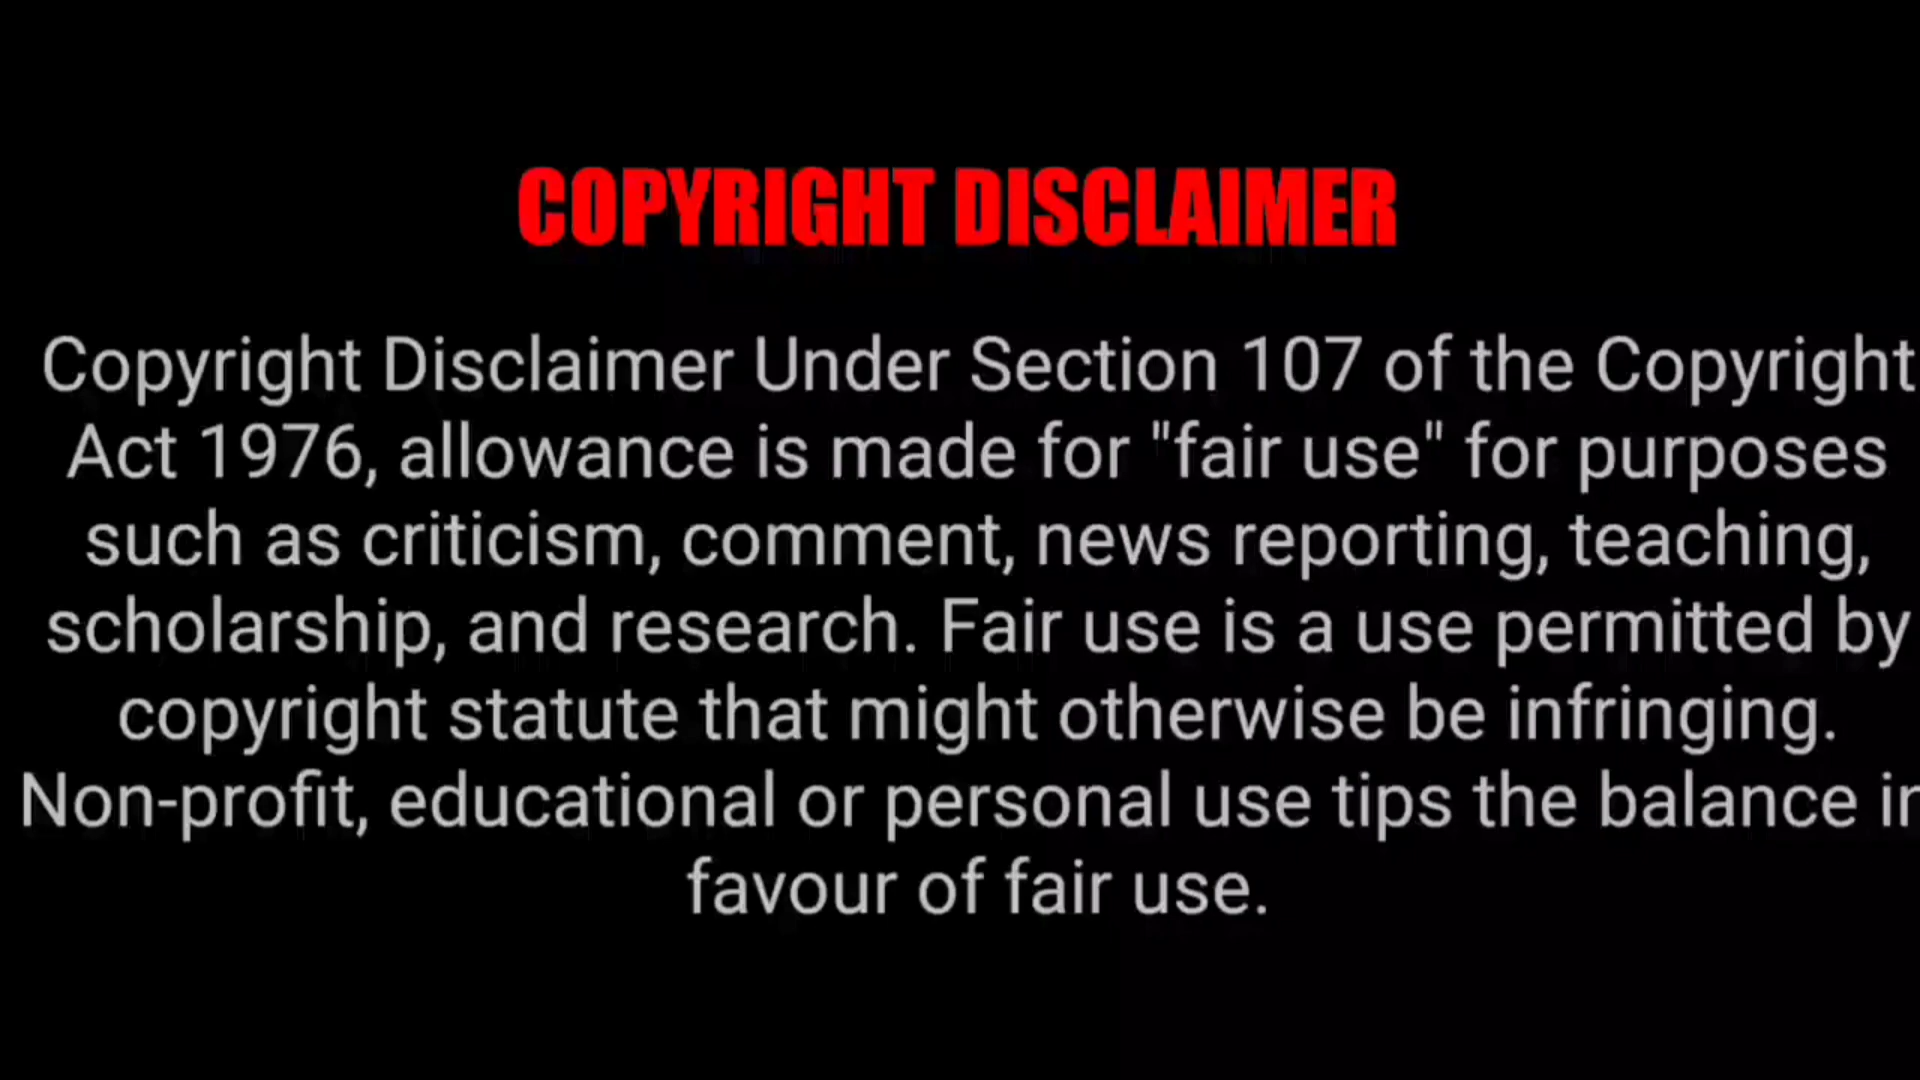 COPYRIGHT DISCLAIMER
Copyright Disclaimer Under Section 107 of the Copyright
Act 1976, allowance is made for "fair use" for purposes
such as criticism, comment, news reporting, teaching,
scholarship, and research. Fair use is a use permitted by
copyright statute that might otherwise be infringing.
Non-profit, educational or personal use tips the balance in
favour of fair use.